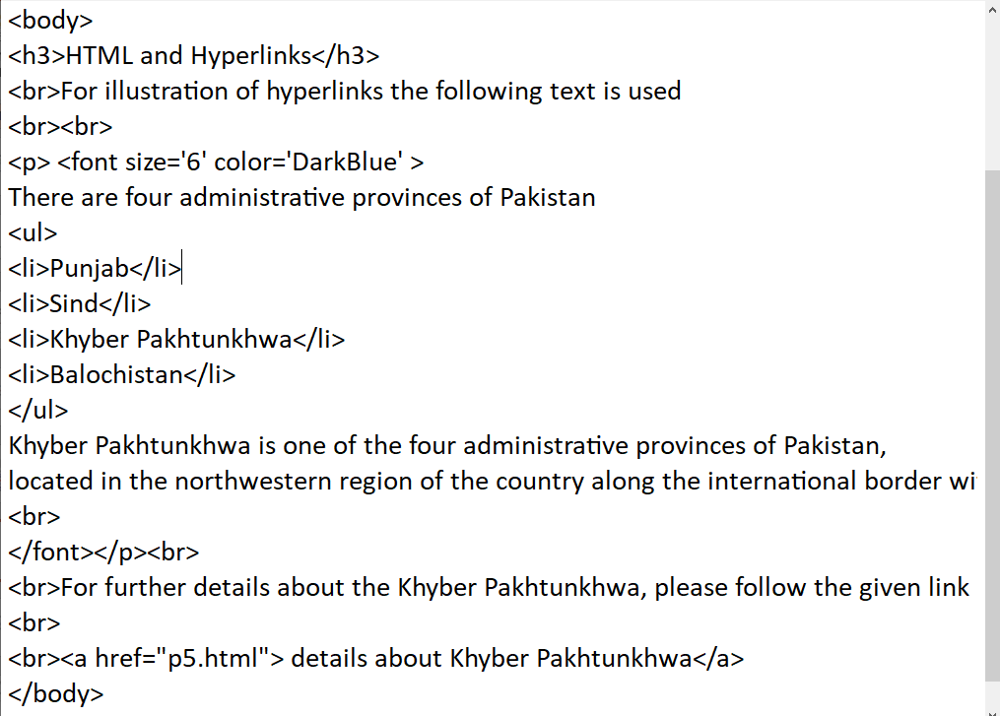 <body>
<h3>HTML and Hyperlinks</h3>
<br>For illustration of hyperlinks the following text is used
<br><br>
<p> <font size='6' color='DarkBlue' >
There are four administrative provinces of Pakistan
<ul>
<li>Punjab</li>
<li>Sind</li>
<li>Khyber Pakhtunkhwa</li>
<li>Balochistan</li>
</ul>
Khyber Pakhtunkhwa is one of the four administrative provinces of Pakistan,
located in the northwestern region of the country along the international border wi
<br>
</font></p><br>
<br>For further details about the Khyber Pakhtunkhwa, please follow the given link
<br>
<br><a href="p5.html"> details about Khyber Pakhtunkhwa</a>
</body>